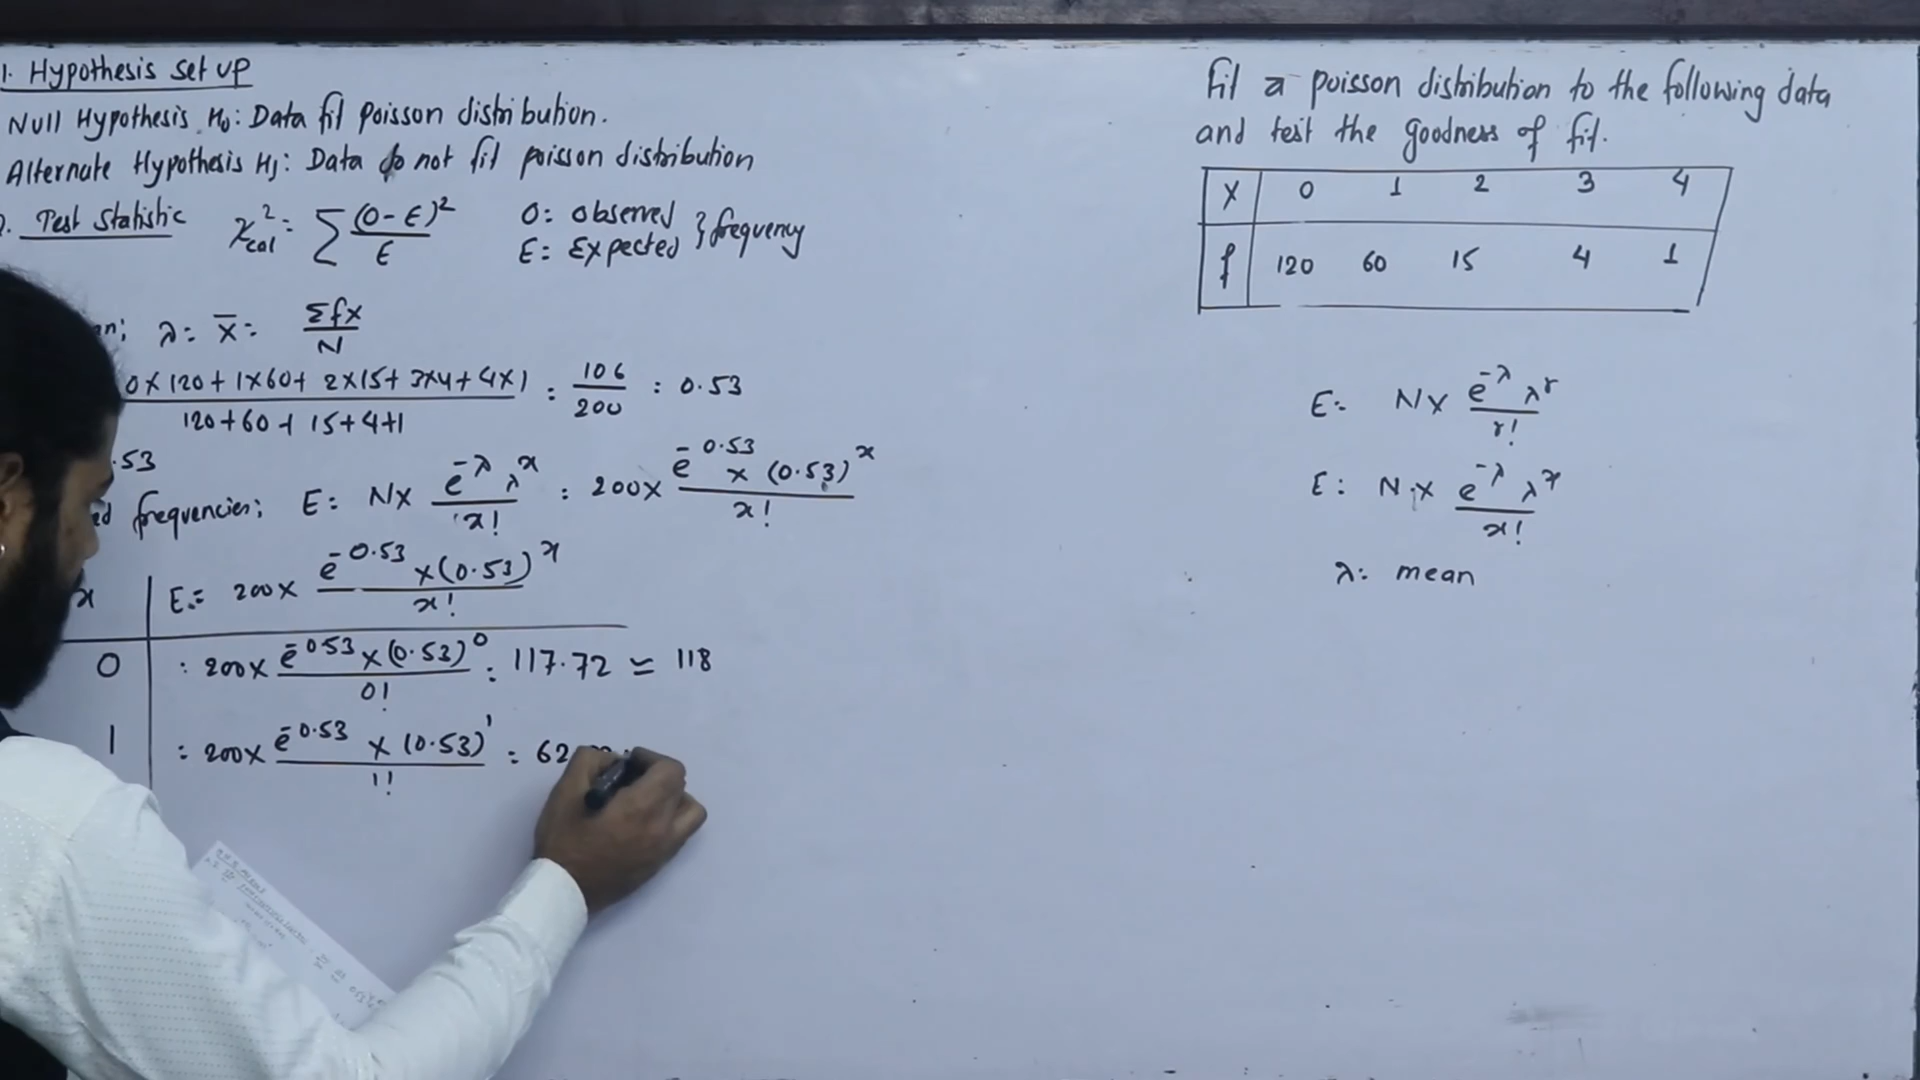 1. Hypothesis set up
Null Hypothesis H₀: Data fit poisson distribution.
Alternate Hypothesis H₁: Data do not fit poisson distribution
Test Statistic χ²cal = Σ (O-E)²/E O: Observed E: Expected } frequency
λ = x̄ = Σfx/N
0×120+1×60+2×15+3×4+4×1 / 120+60+15+4+1 = 106/200 = 0.53
.53
frequencies; E = N× e^-λ λ^x / x! = 200× e^-0.53 × (0.53)^x / x!
x E = 200× e^-0.53 ×(0.53)^x / x!
0 = 200× e^-0.53 ×(0.53)^0 / 0! = 117.72 ≃ 118
1 = 200× e^-0.53 × (0.53)^1 / 1! = 62
Fit a poisson distribution to the following data
and test the goodness of fit.
X 0 1 2 3 4
f 120 60 15 4 1
E = N× e^-λ λ^r / r!
E = N× e^-λ λ^x / x!
λ = mean